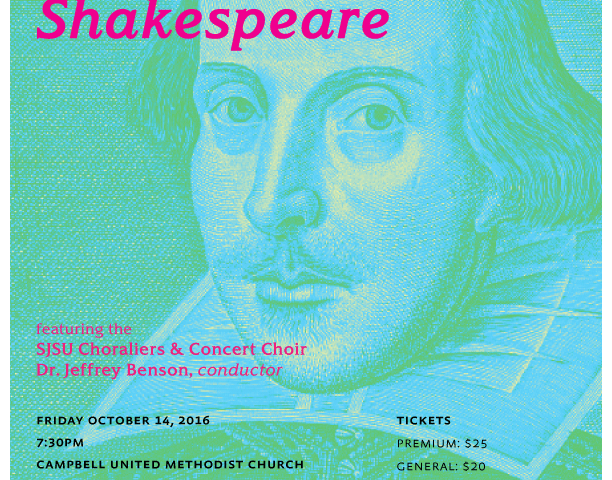 Shakespeare
featuring the
SJSU Choraliers & Concert Choir
Dr. Jeffrey Benson, conductor
FRIDAY OCTOBER 14, 2016
7:30PM
CAMPBELL UNITED METHODIST CHURCH
TICKETS
PREMIUM: $25
GENERAL: $20